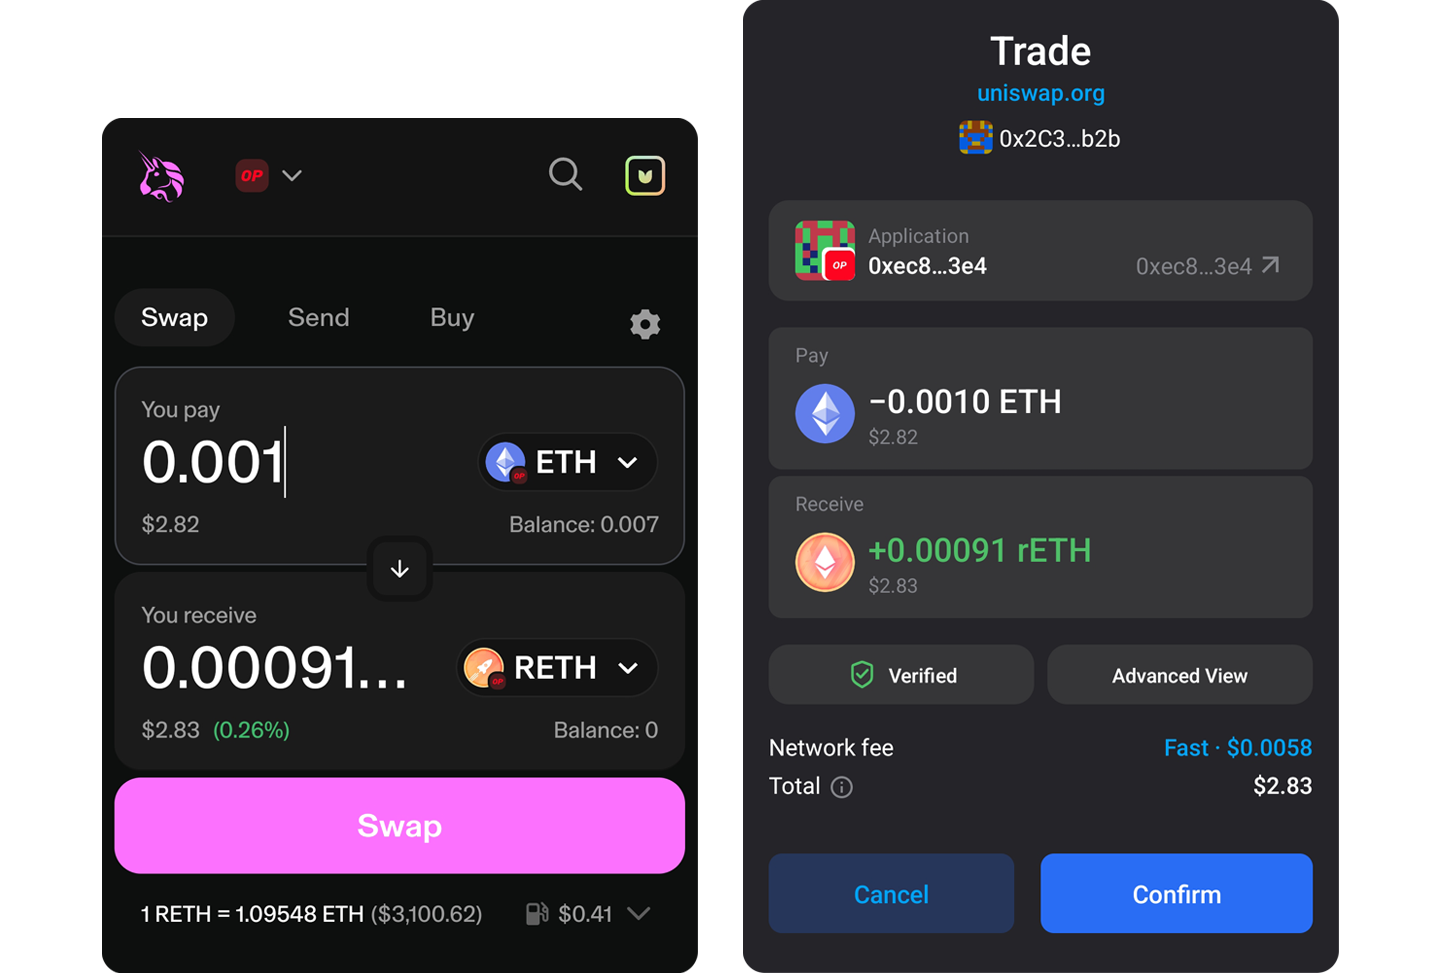 OP
Swap Send Buy
You pay
0.001
ETH
OP
$2.82 Balance: 0.007
You receive
0.00091... RETH
OP
$2.83 (0.26%) Balance: 0
Swap
1 RETH = 1.09548 ETH ($3,100.62) $0.41
Trade
uniswap.org
0x2C3...b2b
Application
OP
0xec8...3e4 0xec8...3e4
Pay
−0.0010 ETH
$2.82
Receive
+0.00091 rETH
$2.83
Verified Advanced View
Network fee Fast · $0.0058
Total $2.83
Cancel Confirm